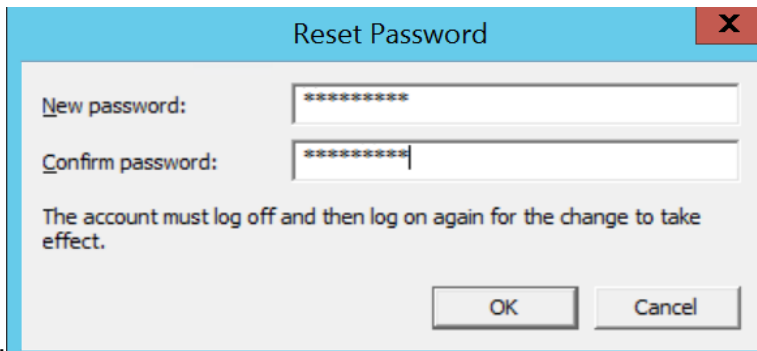 Reset Password
X
New password:
*********
Confirm password:
*********
The account must log off and then log on again for the change to take
effect.
OK
Cancel